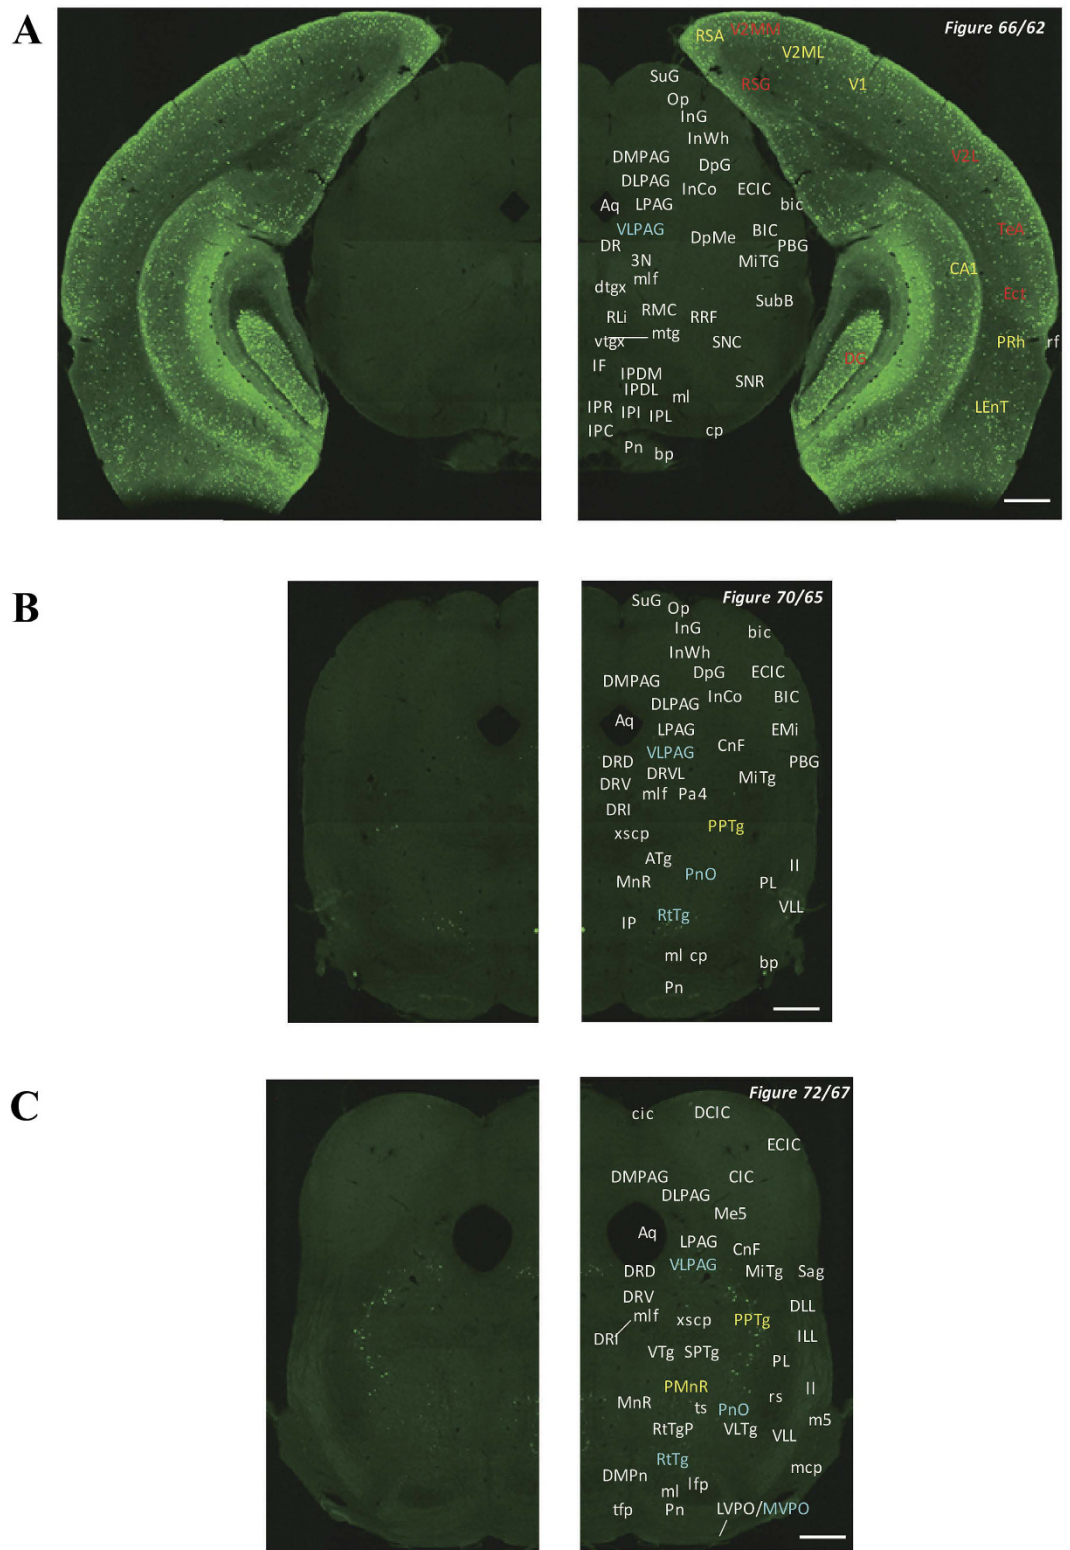 A
Figure 66/62
RSA V2MM
V2ML
SuG RSG V1
Op
InG
InWh
DMPAG DpG V2L
DLPAG InCo ECIC
Aq LPAG bic
VLPAG DpMe BIC TeA
DR PBG
3N MiTG CA1
mlf
dtgx SubB Ect
RLi RMC RRF
vtgx mtg SNC PRh rf
IF IPDM DG
IPDL ml SNR
IPR IPI IPL LEnT
IPC cp
Pn bp
B
Figure 70/65
SuG Op
InG bic
InWh
DMPAG DpG ECIC
DLPAG InCo BIC
Aq LPAG EMi
VLPAG CnF
DRD DRVL PBG
DRV mlf Pa4 MiTg
DRI
xscp PPTg
ATg ll
MnR PnO PL
RtTg VLL
IP
ml cp bp
Pn
C
Figure 72/67
cic DCIC
ECIC
DMPAG CIC
DLPAG
Me5
Aq LPAG CnF
VLPAG
DRD MiTg Sag
DRV DLL
mlf xscp PPTg
DRI ILL
VTg SPTg PL
PMnR ll
MnR ts PnO rs
RtTgP VLTg m5
VLL
RtTg mcp
DMPn lfp
ml
tfp Pn LVPO/MVPO